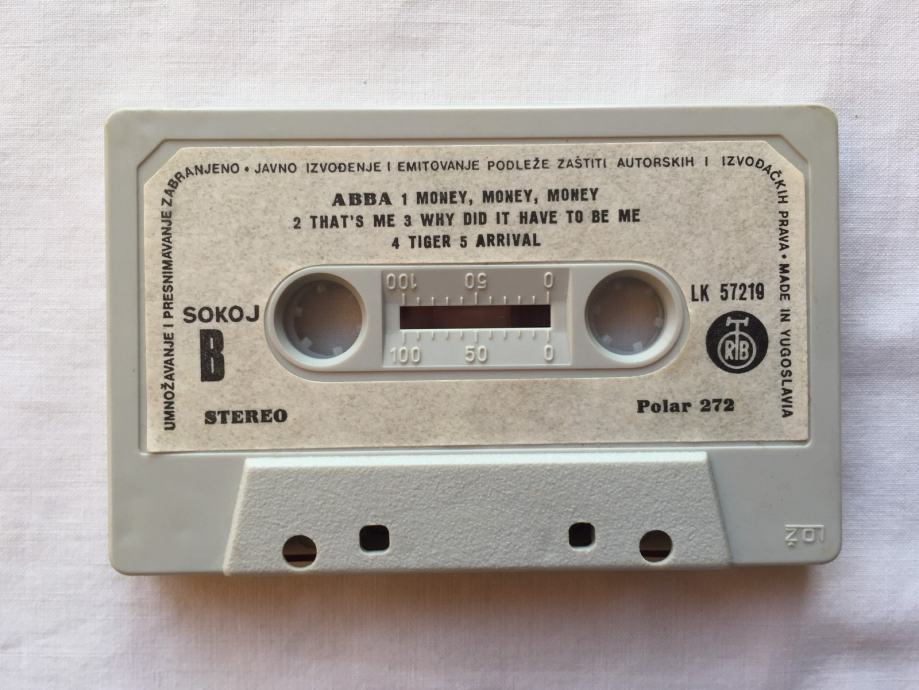 UMNOŽAVANJE I PRESNIMAVANJE ZABRANJENO • JAVNO IZVOĐENJE I EMITOVANJE PODLEŽE ZAŠTITI AUTORSKIH I IZVOĐAČKIH PRAVA • MADE IN YUGOSLAVIA
ABBA 1 MONEY, MONEY, MONEY
2 THAT'S ME 3 WHY DID IT HAVE TO BE ME
4 TIGER 5 ARRIVAL
100 50 0
SOKOJ
LK 57219
B
RTB
100 50 0
STEREO
Polar 272